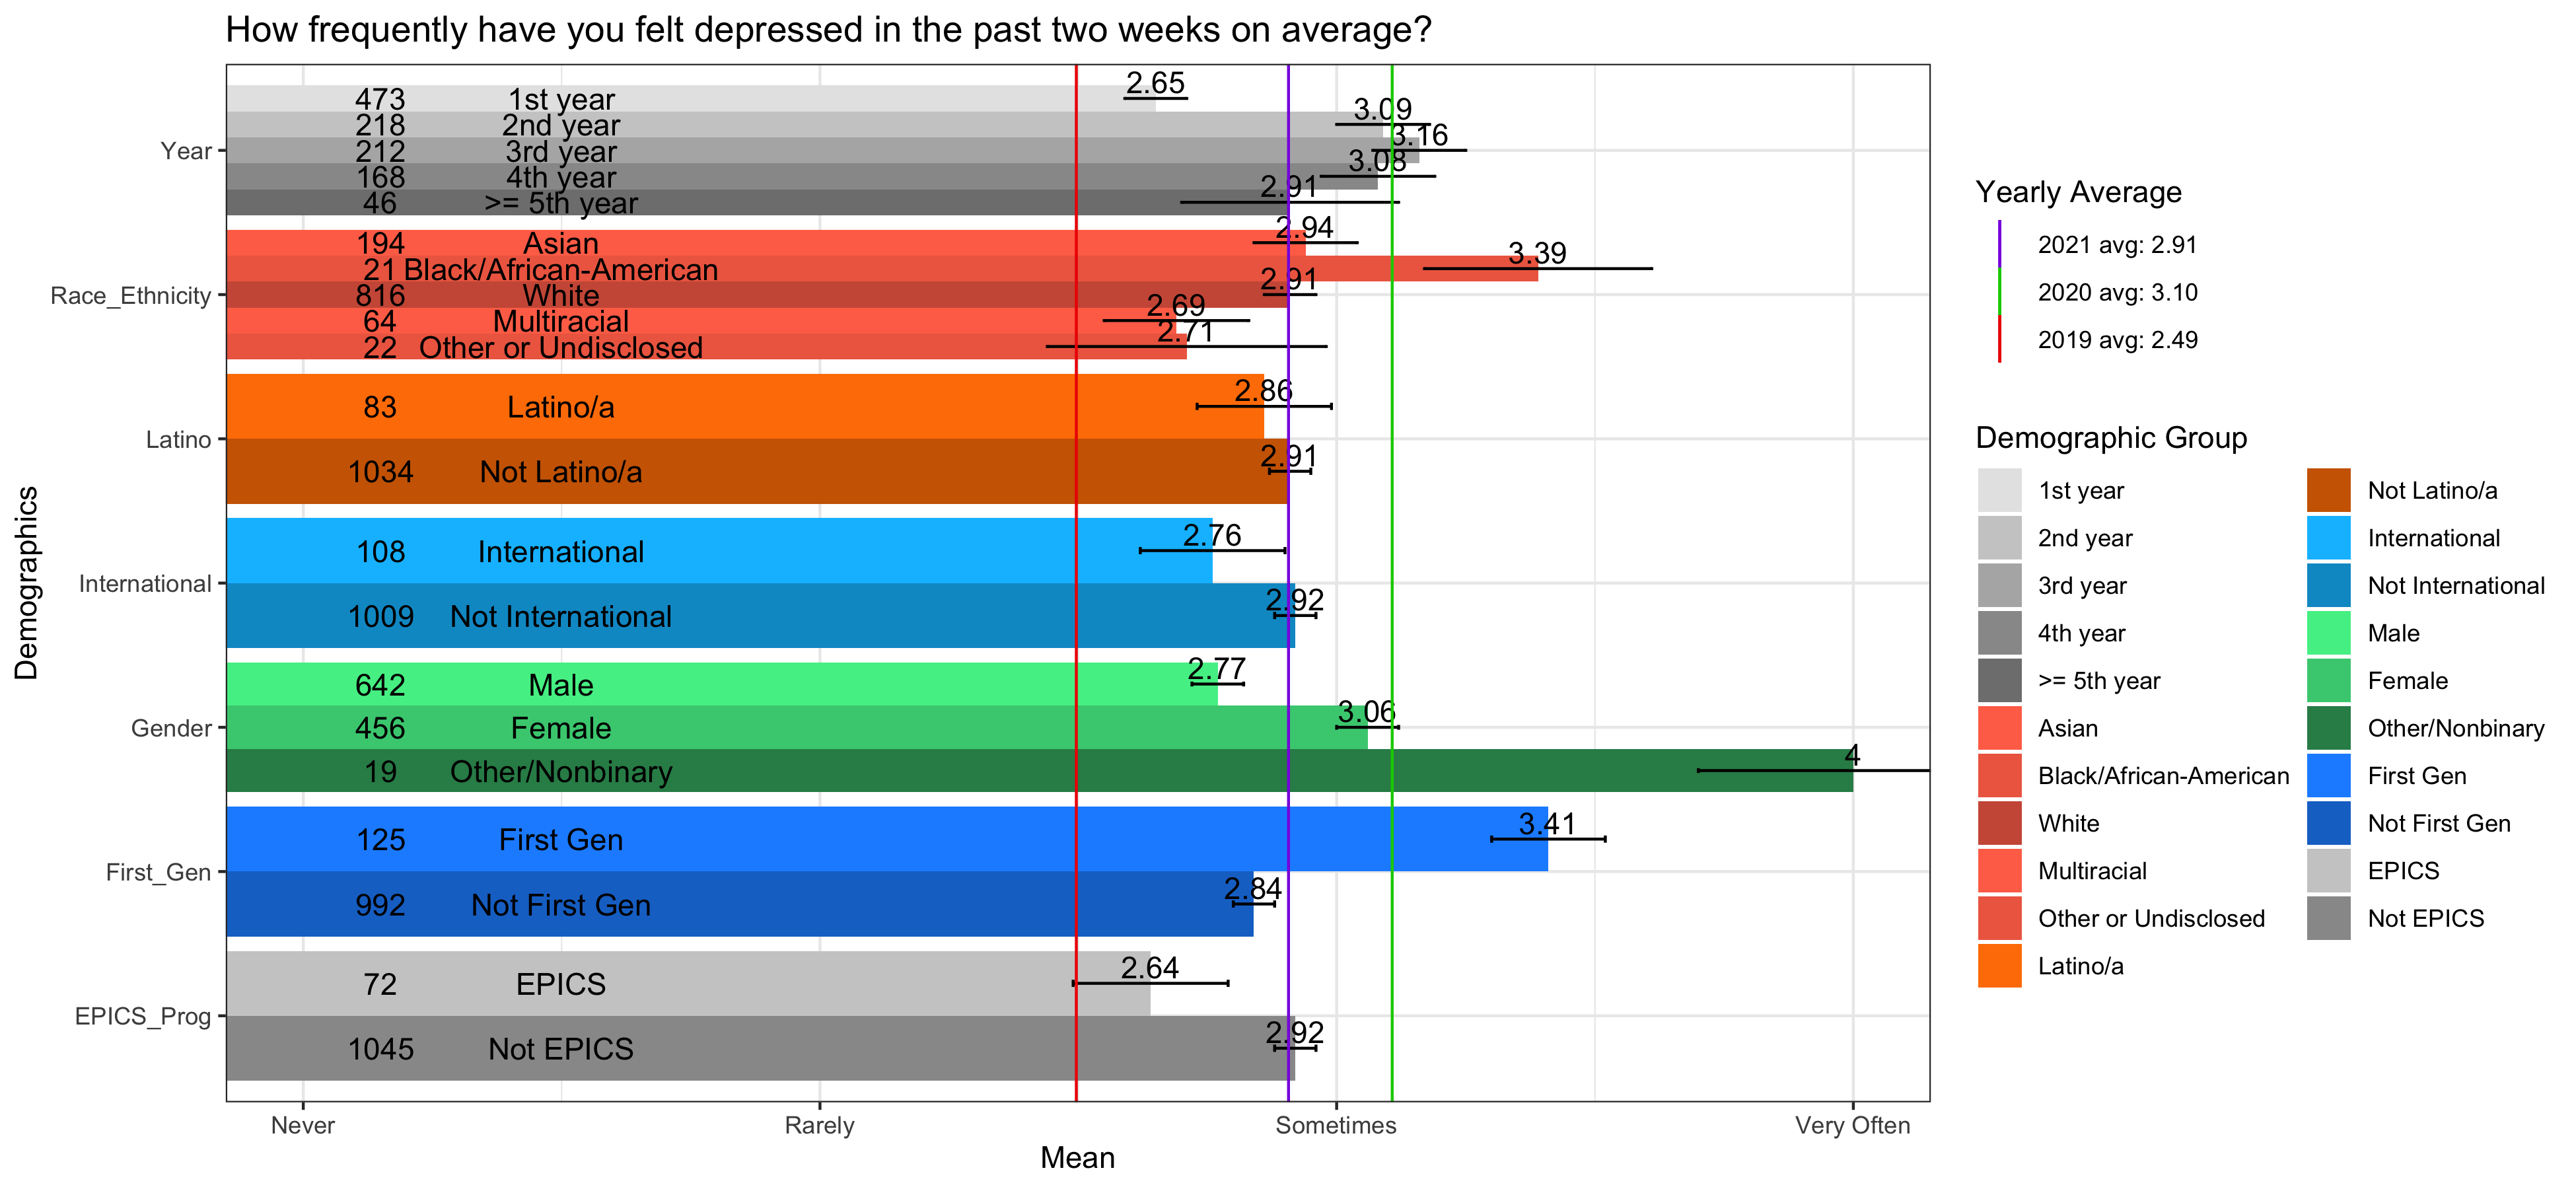 How frequently have you felt depressed in the past two weeks on average?
Demographics
Year
473 1st year 2.65
218 2nd year 3.09
212 3rd year 3.16
168 4th year 3.08
46 >= 5th year 2.91
Race_Ethnicity
194 Asian 2.94
21 Black/African-American 3.39
816 White 2.91
64 Multiracial 2.69
22 Other or Undisclosed 2.71
Latino
83 Latino/a 2.86
1034 Not Latino/a 2.91
International
108 International 2.76
1009 Not International 2.92
Gender
642 Male 2.77
456 Female 3.06
19 Other/Nonbinary 4
First_Gen
125 First Gen 3.41
992 Not First Gen 2.84
EPICS_Prog
72 EPICS 2.64
1045 Not EPICS 2.92
Never Rarely Sometimes Very Often
Mean
Yearly Average
2021 avg: 2.91
2020 avg: 3.10
2019 avg: 2.49
Demographic Group
1st year
2nd year
3rd year
4th year
>= 5th year
Asian
Black/African-American
White
Multiracial
Other or Undisclosed
Latino/a
Not Latino/a
International
Not International
Male
Female
Other/Nonbinary
First Gen
Not First Gen
EPICS
Not EPICS